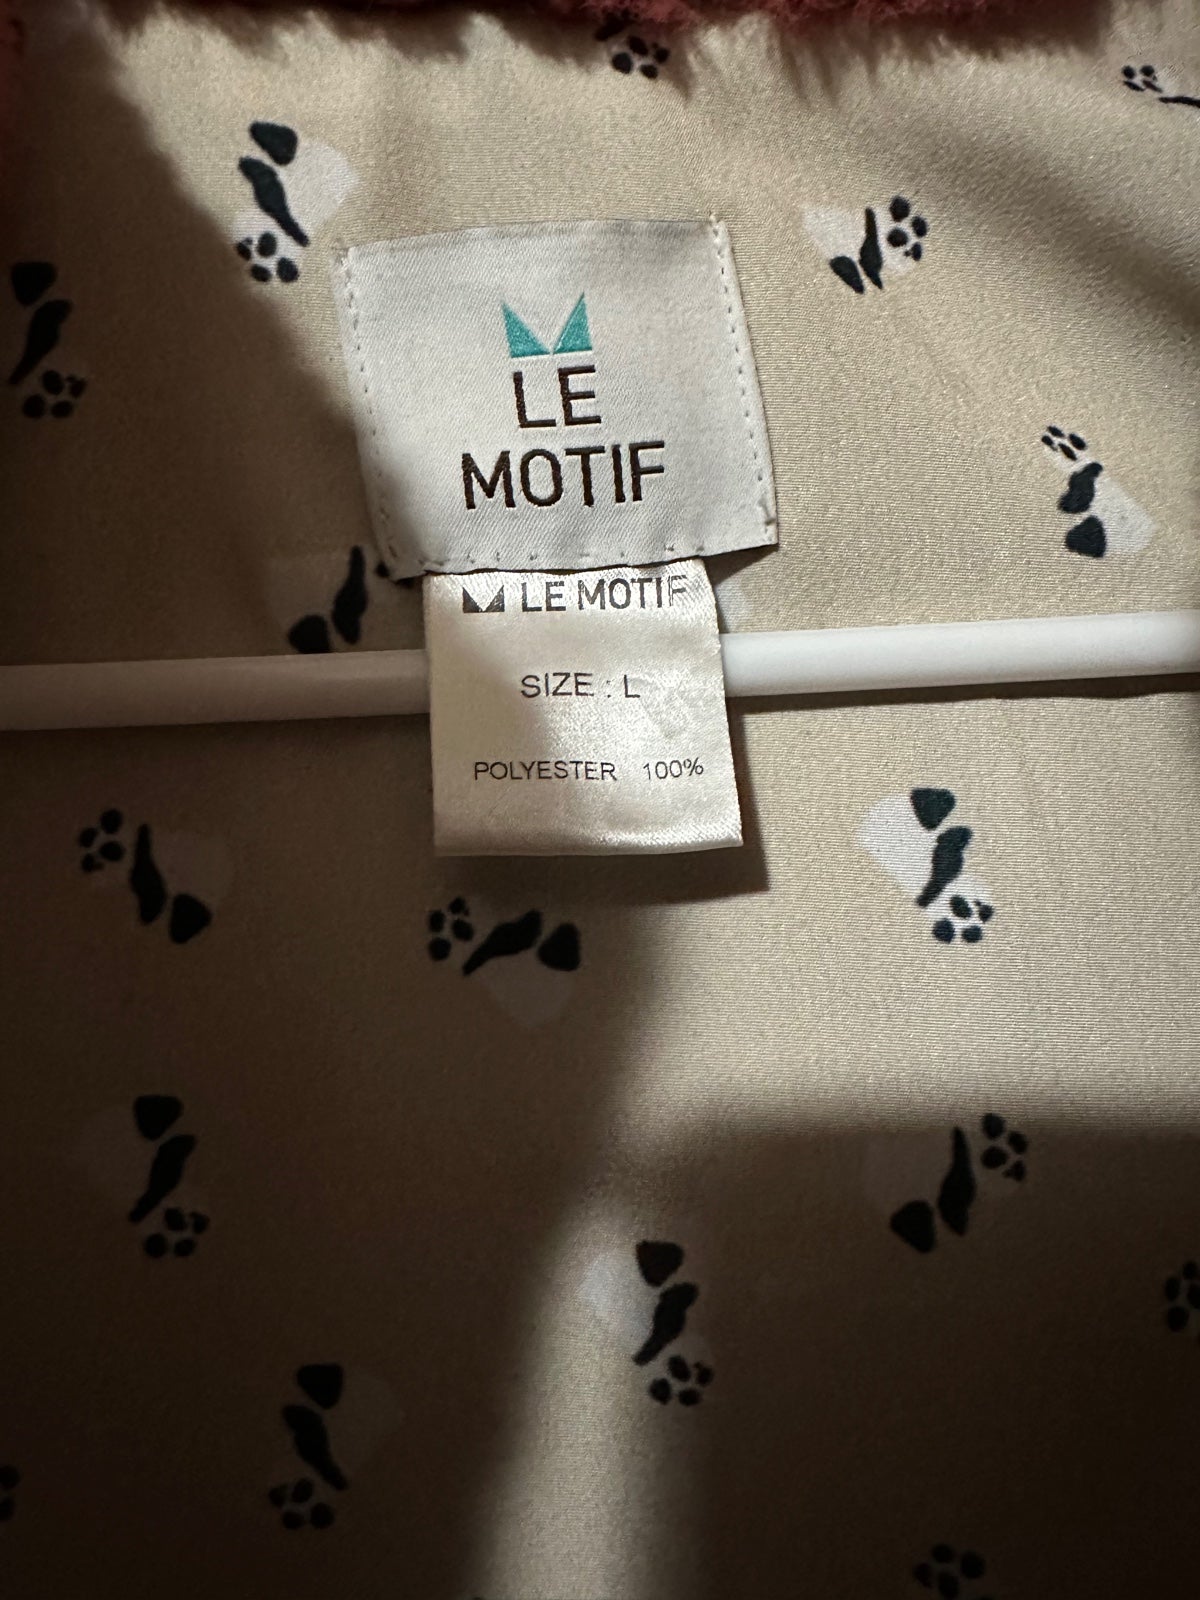 LE
MOTIF
LE MOTIF
SIZE : L
POLYESTER 100%